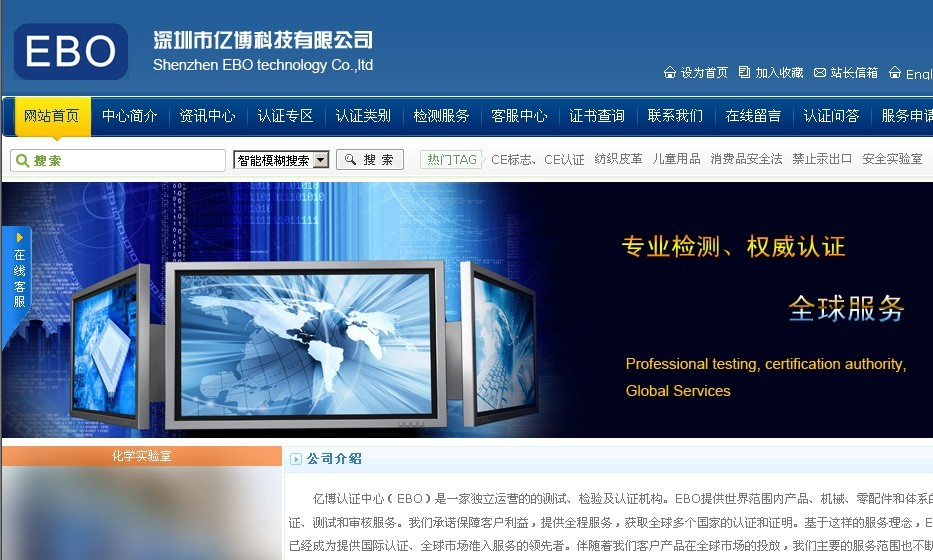 EBO
深圳市亿博科技有限公司
Shenzhen EBO technology Co.,ltd
设为首页 加入收藏 站长信箱 Engl
网站首页 中心简介 资讯中心 认证专区 认证类别 检测服务 客服中心 证书查询 联系我们 在线留言 认证问答 服务申请
搜索 智能模糊搜索 搜 索 热门TAG CE标志、CE认证 纺织皮革 儿童用品 消费品安全法 禁止汞出口 安全实验室
在线客服
专业检测、权威认证
全球服务
Professional testing, certification authority,
Global Services
化学实验室
公司介绍
亿博认证中心（EBO）是一家独立运营的的测试、检验及认证机构。EBO提供世界范围内产品、机械、零配件和体系的
证、测试和审核服务。我们承诺保障客户利益，提供全程服务，获取全球多个国家的认证和证明。基于这样的服务理念，E
已经成为提供国际认证、全球市场准入服务的领先者。伴随着我们客户产品在全球市场的投放，我们主要的服务范围也不断